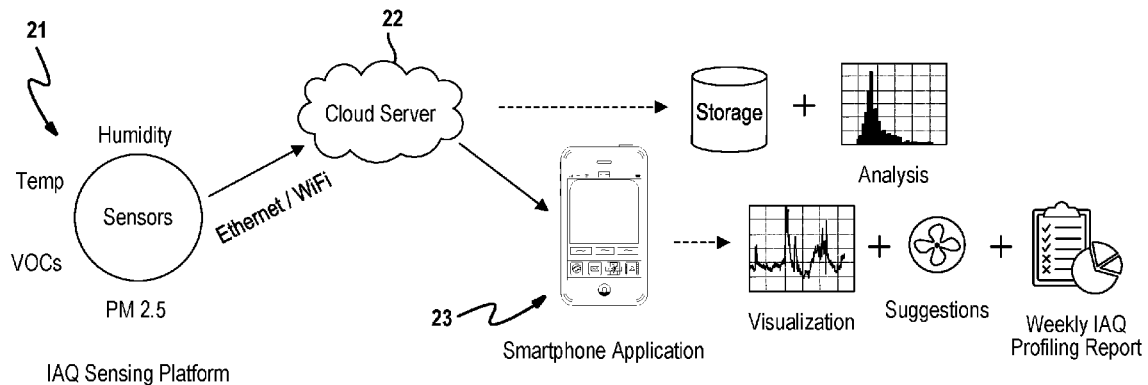 21
22
Cloud Server
Storage
+
Analysis
Humidity
Temp
Sensors
VOCs
PM 2.5
IAQ Sensing Platform
Ethernet / WiFi
23
Smartphone Application
+
+
Visualization
Suggestions
Weekly IAQ
Profiling Report